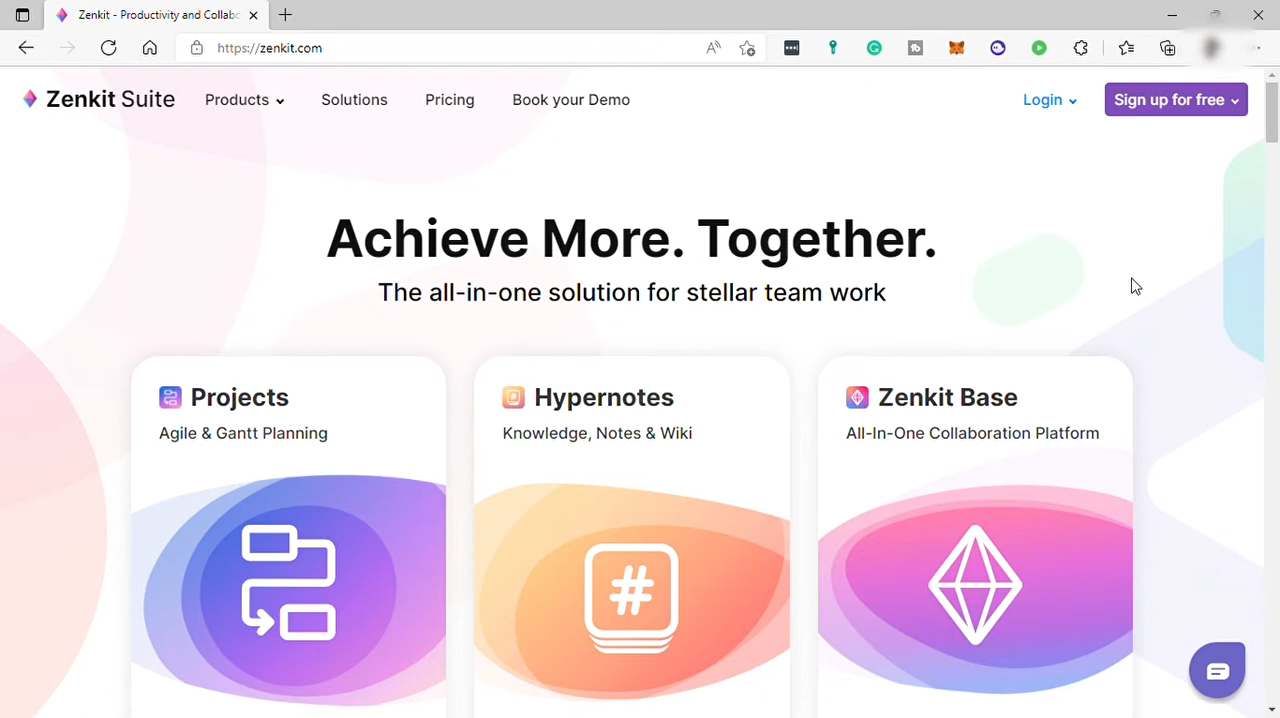 Zenkit - Productivity and Collabo
https://zenkit.com
Zenkit Suite
Products
Solutions
Pricing
Book your Demo
Login
Sign up for free
Achieve More. Together.
The all-in-one solution for stellar team work
Projects
Agile & Gantt Planning
Hypernotes
Knowledge, Notes & Wiki
Zenkit Base
All-In-One Collaboration Platform